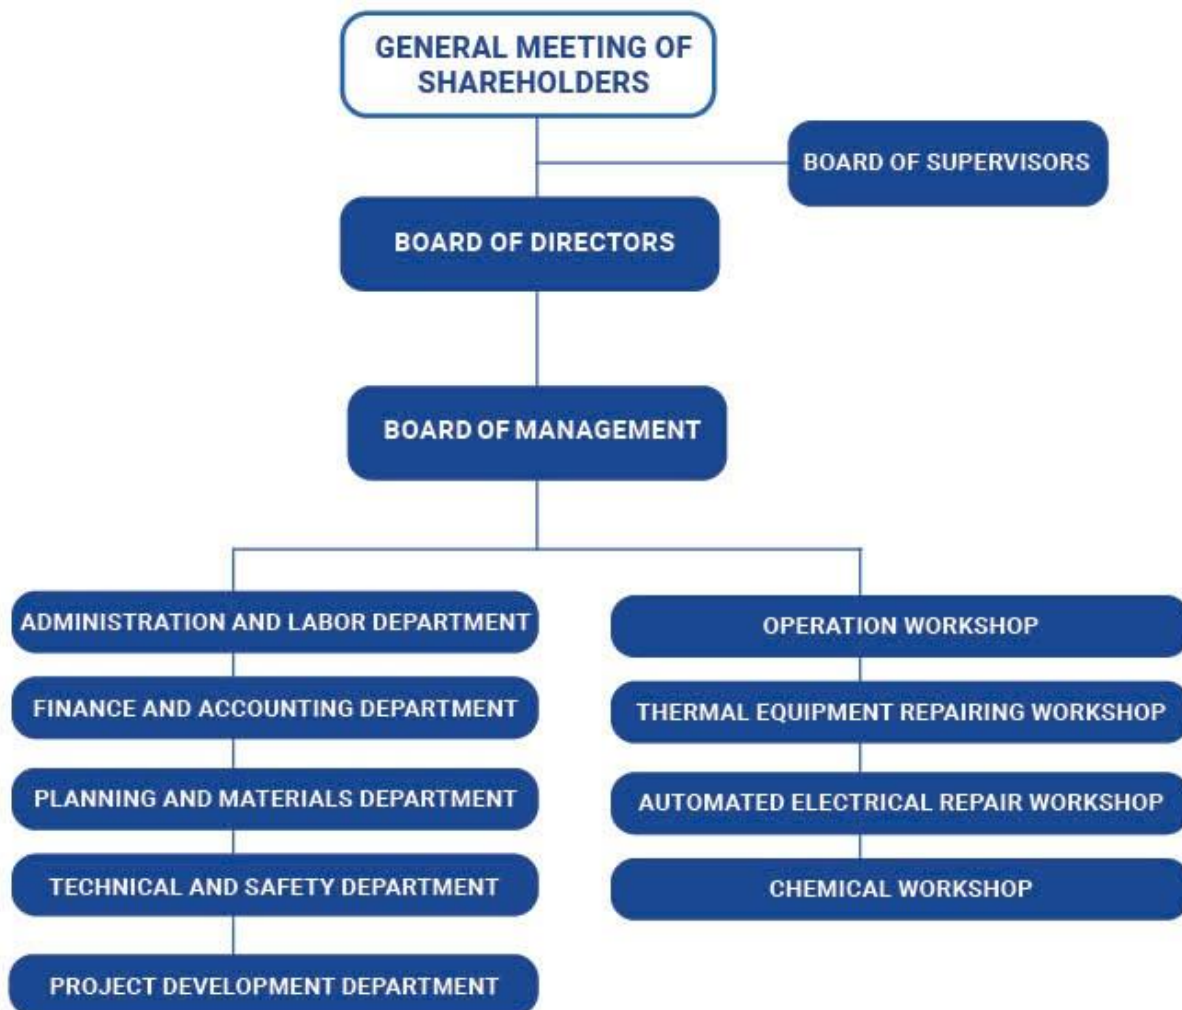 GENERAL MEETING OF
SHAREHOLDERS
BOARD OF SUPERVISORS
BOARD OF DIRECTORS
BOARD OF MANAGEMENT
ADMINISTRATION AND LABOR DEPARTMENT
FINANCE AND ACCOUNTING DEPARTMENT
PLANNING AND MATERIALS DEPARTMENT
TECHNICAL AND SAFETY DEPARTMENT
PROJECT DEVELOPMENT DEPARTMENT
OPERATION WORKSHOP
THERMAL EQUIPMENT REPAIRING WORKSHOP
AUTOMATED ELECTRICAL REPAIR WORKSHOP
CHEMICAL WORKSHOP